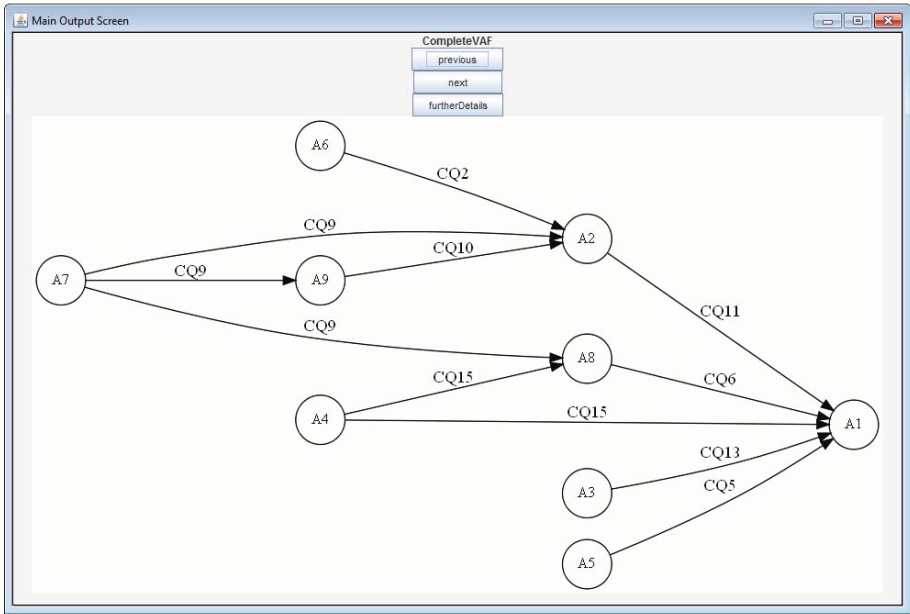 Main Output Screen
CompleteVAF
previous
next
furtherDetails
A6
CQ2
CQ9
A2
CQ10
A7
CQ9
A9
CQ11
CQ9
A8
CQ15
CQ6
A4
CQ15
A1
CQ13
A3
CQ5
A5